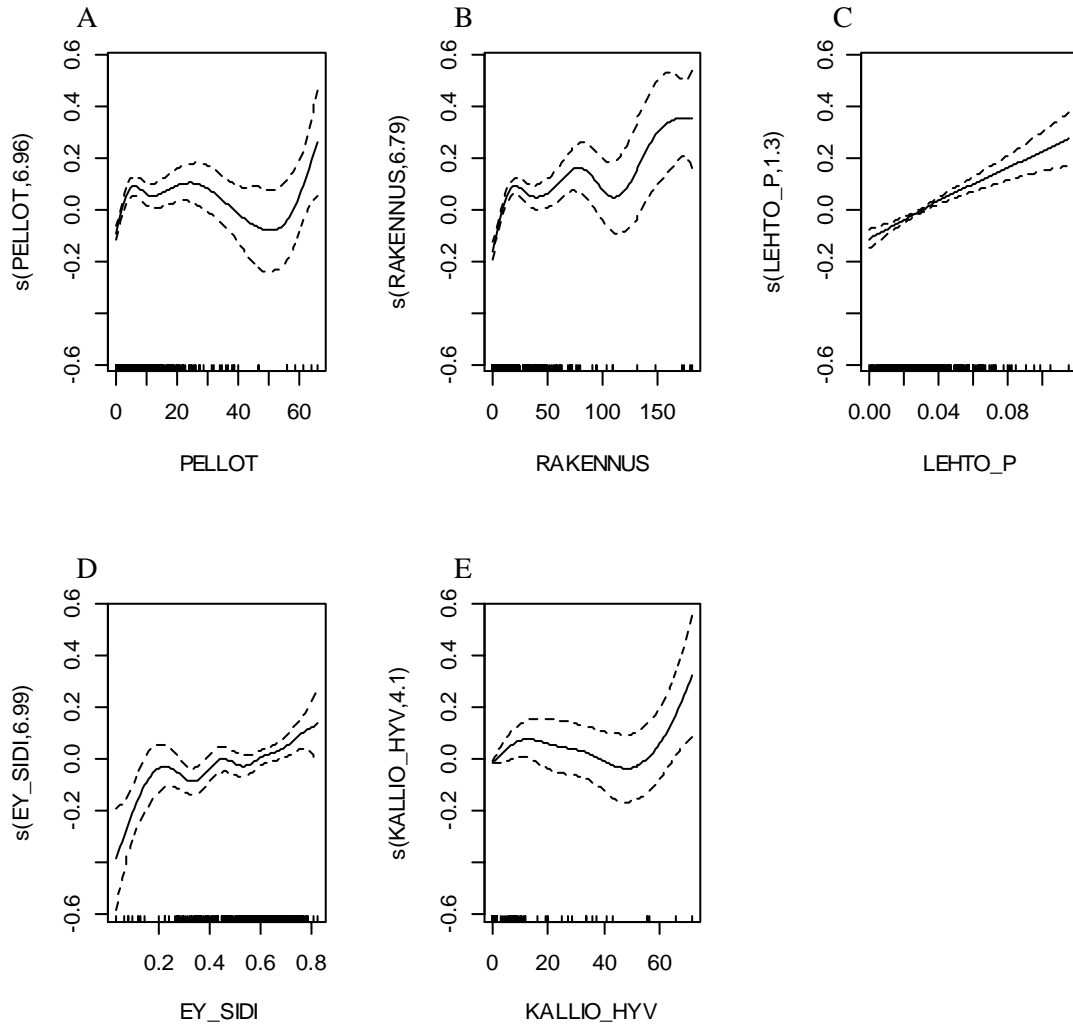 A
B
C
s(PELLOT,6.96)
-0.6 -0.2 0.0 0.2 0.4 0.6
0 20 40 60
PELLOT
s(RAKENNUS,6.79)
-0.6 -0.2 0.0 0.2 0.4 0.6
0 50 100 150
RAKENNUS
s(LEHTO_P,1.3)
-0.6 -0.2 0.0 0.2 0.4 0.6
0.00 0.04 0.08
LEHTO_P
D
E
s(EY_SIDI,6.99)
-0.6 -0.2 0.0 0.2 0.4 0.6
0.2 0.4 0.6 0.8
EY_SIDI
s(KALLIO_HYV,4.1)
-0.6 -0.2 0.0 0.2 0.4 0.6
0 20 40 60
KALLIO_HYV